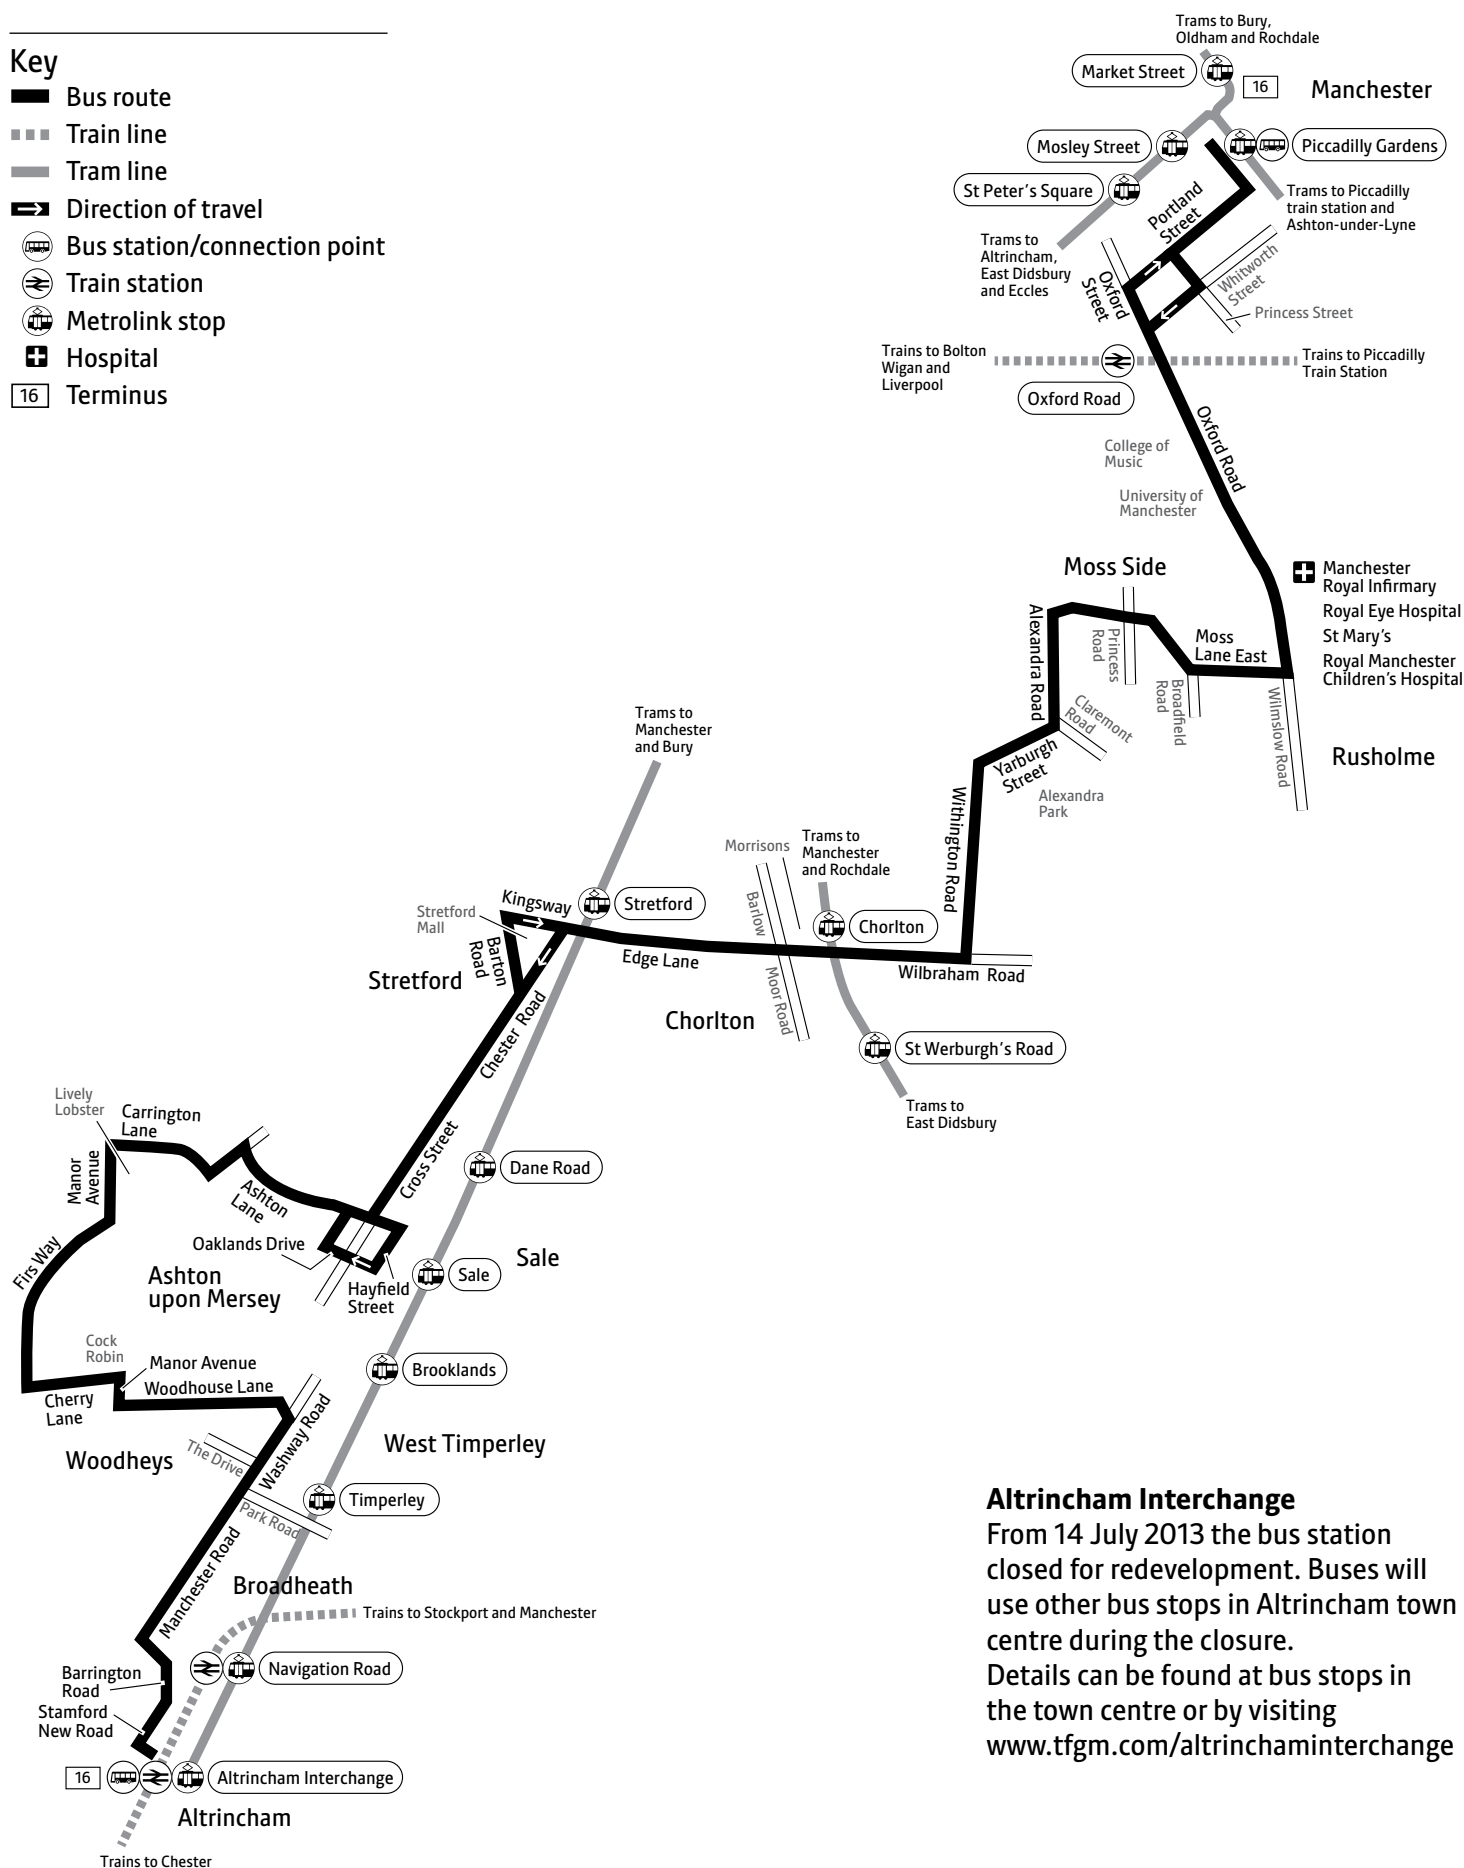 Key
Bus route
Train line
Tram line
Direction of travel
Bus station/connection point
Train station
Metrolink stop
Hospital
16
Terminus
Trams to Bury,
Oldham and Rochdale
Market Street
16
Manchester
Mosley Street
Piccadilly Gardens
St Peter's Square
Portland
Street
Trams to Piccadilly
train station and
Ashton-under-Lyne
Trams to
Altrincham,
East Didsbury
and Eccles
Oxford
Street
Whitworth
Street
Princess Street
Trains to Bolton
Wigan and
Liverpool
Trains to Piccadilly
Train Station
Oxford Road
Oxford Road
College of
Music
University of
Manchester
Moss Side
Manchester
Royal Infirmary
Royal Eye Hospital
St Mary's
Royal Manchester
Children's Hospital
Alexandra Road
Princess
Road
Moss
Lane East
Broadfield
Road
Wilmslow Road
Claremont
Road
Rusholme
Yarburgh
Street
Alexandra
Park
Withington Road
Trams to
Manchester
and Bury
Morrisons
Trams to
Manchester
and Rochdale
Kingsway
Stretford
Stretford
Mall
Barton
Road
Barlow
Moor Road
Chorlton
Edge Lane
Wilbraham Road
Stretford
Chorlton
Chester Road
St Werburgh's Road
Trams to
East Didsbury
Lively
Lobster
Carrington
Lane
Manor
Avenue
Cross Street
Dane Road
Ashton
Lane
Firs Way
Oaklands Drive
Sale
Ashton
upon Mersey
Sale
Hayfield
Street
Cock
Robin
Manor Avenue
Woodhouse Lane
Brooklands
Cherry
Lane
Washway Road
West Timperley
Woodheys
The Drive
Timperley
Park Road
Manchester Road
Broadheath
Trains to Stockport and Manchester
Barrington
Road
Navigation Road
Stamford
New Road
16
Altrincham Interchange
Altrincham
Trains to Chester
Altrincham Interchange
From 14 July 2013 the bus station
closed for redevelopment. Buses will
use other bus stops in Altrincham town
centre during the closure.
Details can be found at bus stops in
the town centre or by visiting
www.tfgm.com/altrinchaminterchange